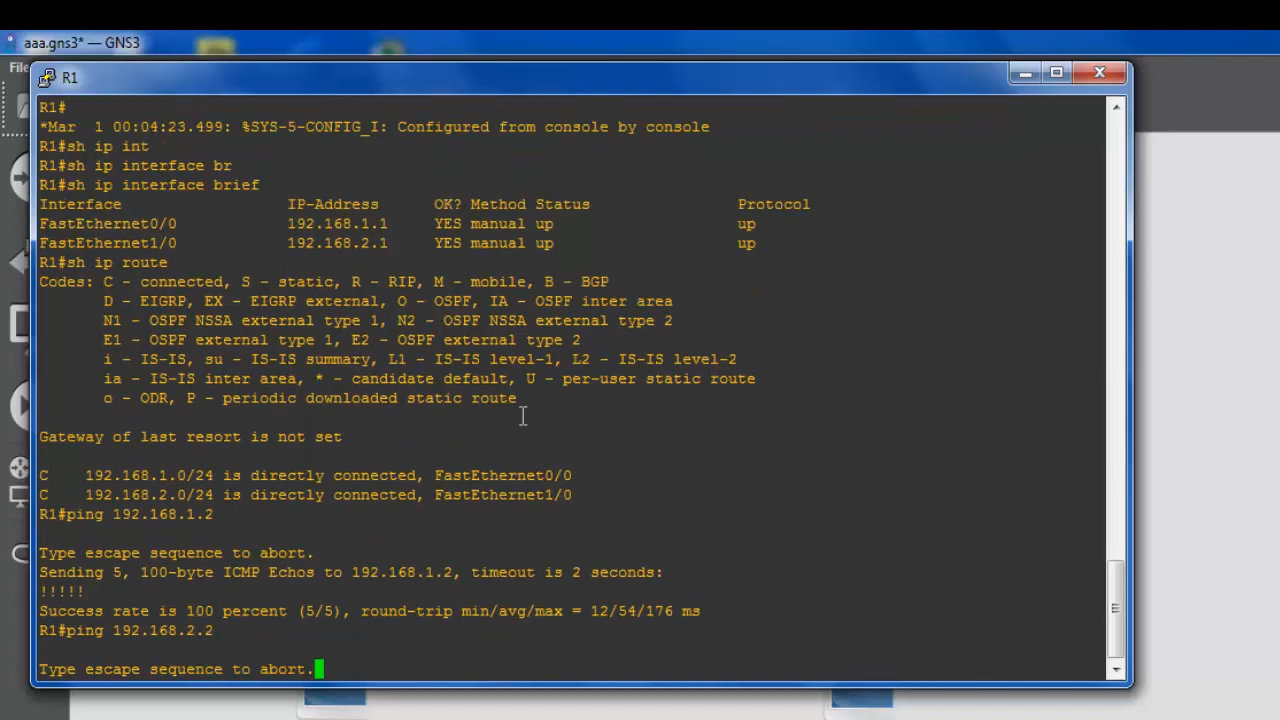 aaa.gns3* — GNS3
File
R1
R1#
*Mar  1 00:04:23.499: %SYS-5-CONFIG_I: Configured from console by console
R1#sh ip int
R1#sh ip interface br
R1#sh ip interface brief
Interface                  IP-Address      OK? Method Status                Protocol
FastEthernet0/0            192.168.1.1     YES manual up                    up
FastEthernet1/0            192.168.2.1     YES manual up                    up
R1#sh ip route
Codes: C - connected, S - static, R - RIP, M - mobile, B - BGP
       D - EIGRP, EX - EIGRP external, O - OSPF, IA - OSPF inter area
       N1 - OSPF NSSA external type 1, N2 - OSPF NSSA external type 2
       E1 - OSPF external type 1, E2 - OSPF external type 2
       i - IS-IS, su - IS-IS summary, L1 - IS-IS level-1, L2 - IS-IS level-2
       ia - IS-IS inter area, * - candidate default, U - per-user static route
       o - ODR, P - periodic downloaded static route
Gateway of last resort is not set
C    192.168.1.0/24 is directly connected, FastEthernet0/0
C    192.168.2.0/24 is directly connected, FastEthernet1/0
R1#ping 192.168.1.2
Type escape sequence to abort.
Sending 5, 100-byte ICMP Echos to 192.168.1.2, timeout is 2 seconds:
!!!!!
Success rate is 100 percent (5/5), round-trip min/avg/max = 12/54/176 ms
R1#ping 192.168.2.2
Type escape sequence to abort.